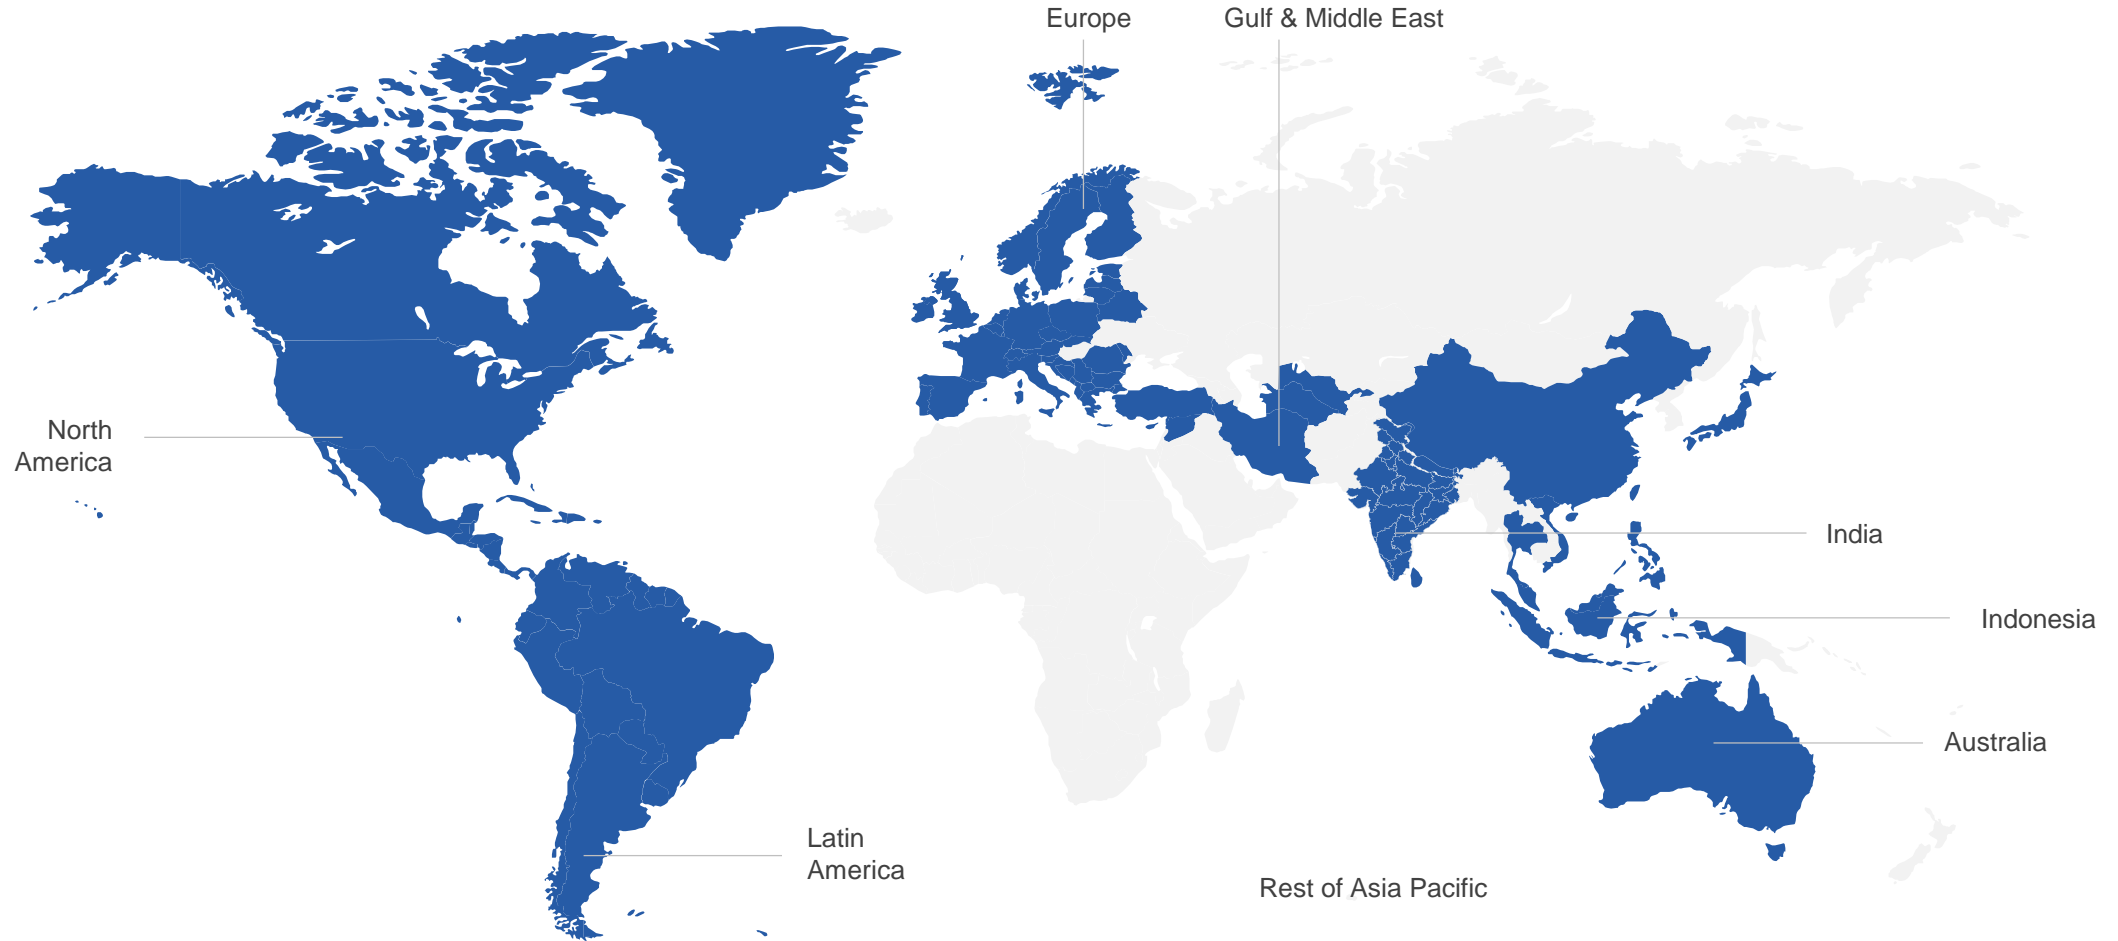 Europe
Gulf & Middle East
North
America
India
Indonesia
Australia
Latin
America
Rest of Asia Pacific